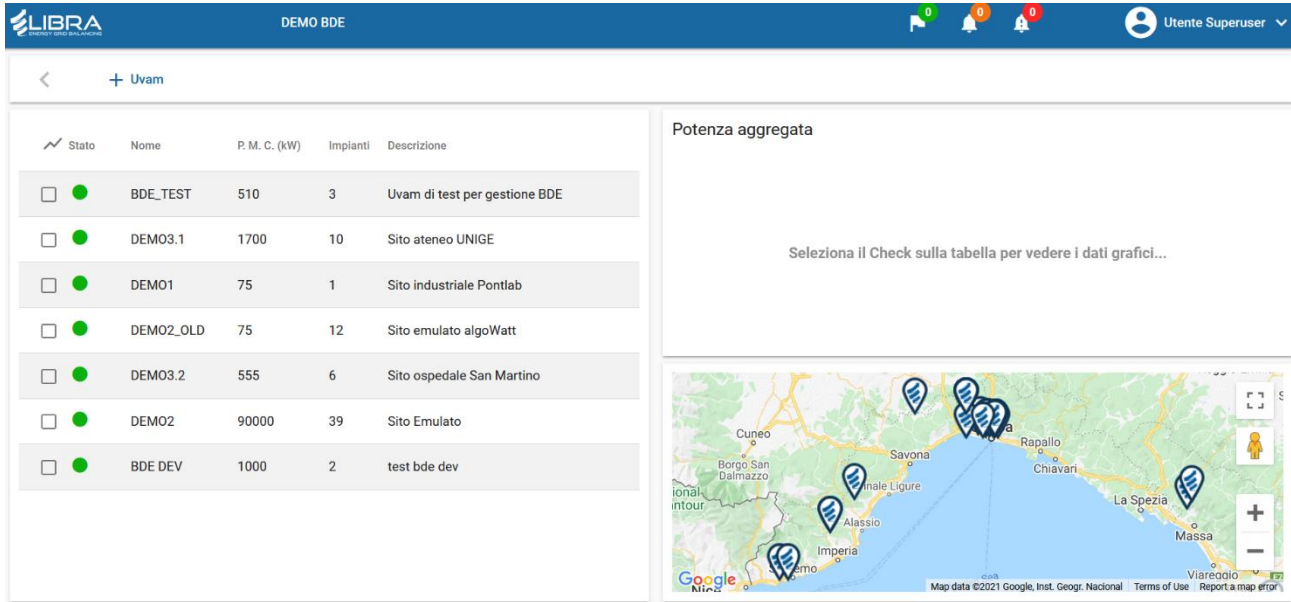 LIBRA
ENERGY GRID BALANCING
DEMO BDE
0
0
0
Utente Superuser
+ Uvam
Stato Nome P. M. C. (kW) Impianti Descrizione
BDE_TEST 510 3 Uvam di test per gestione BDE
DEMO3.1 1700 10 Sito ateneo UNIGE
DEMO1 75 1 Sito industriale Pontlab
DEMO2_OLD 75 12 Sito emulato algoWatt
DEMO3.2 555 6 Sito ospedale San Martino
DEMO2 90000 39 Sito Emulato
BDE DEV 1000 2 test bde dev
Potenza aggregata
Seleziona il Check sulla tabella per vedere i dati grafici...
Cuneo
Rapallo
Savona
Borgo San
Dalmazzo
Chiavari
Ligure
La Spezia
Alassio
Massa
Imperia
Viareggio
Google
Map data ©2021 Google, Inst. Geogr. Nacional Terms of Use Report a map error